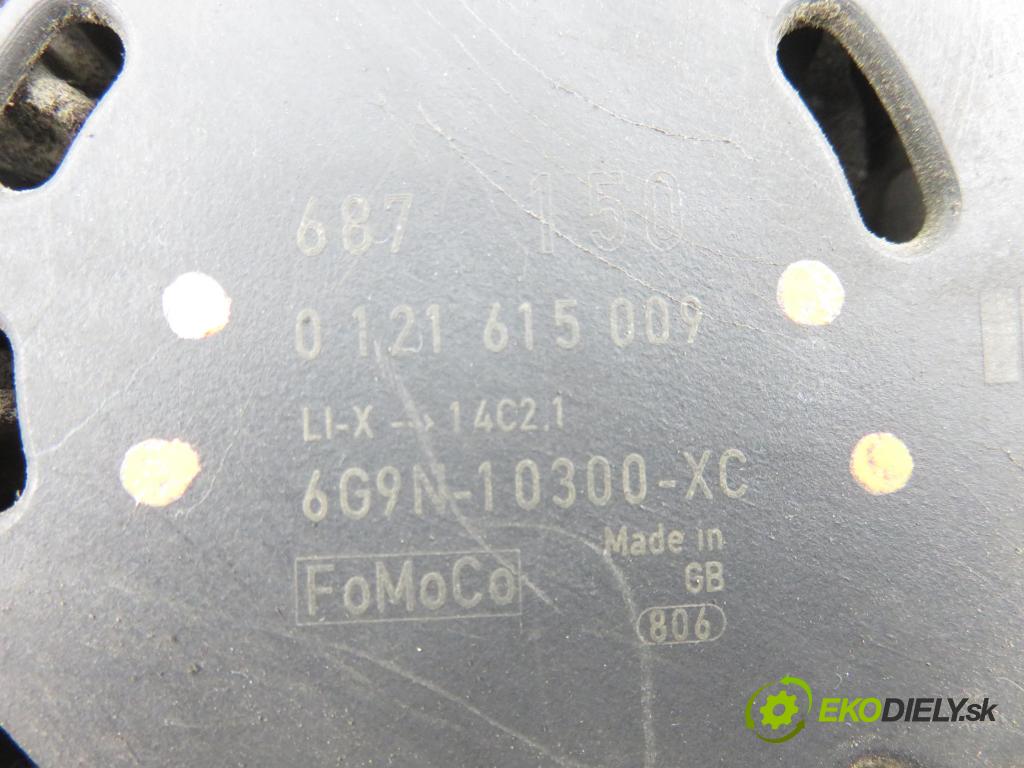 687 150
0 121 615 009
LI-X → 14C2.1
6G9N-10300-XC
Made in
GB
FoMoCo
806
EKODIELY.sk